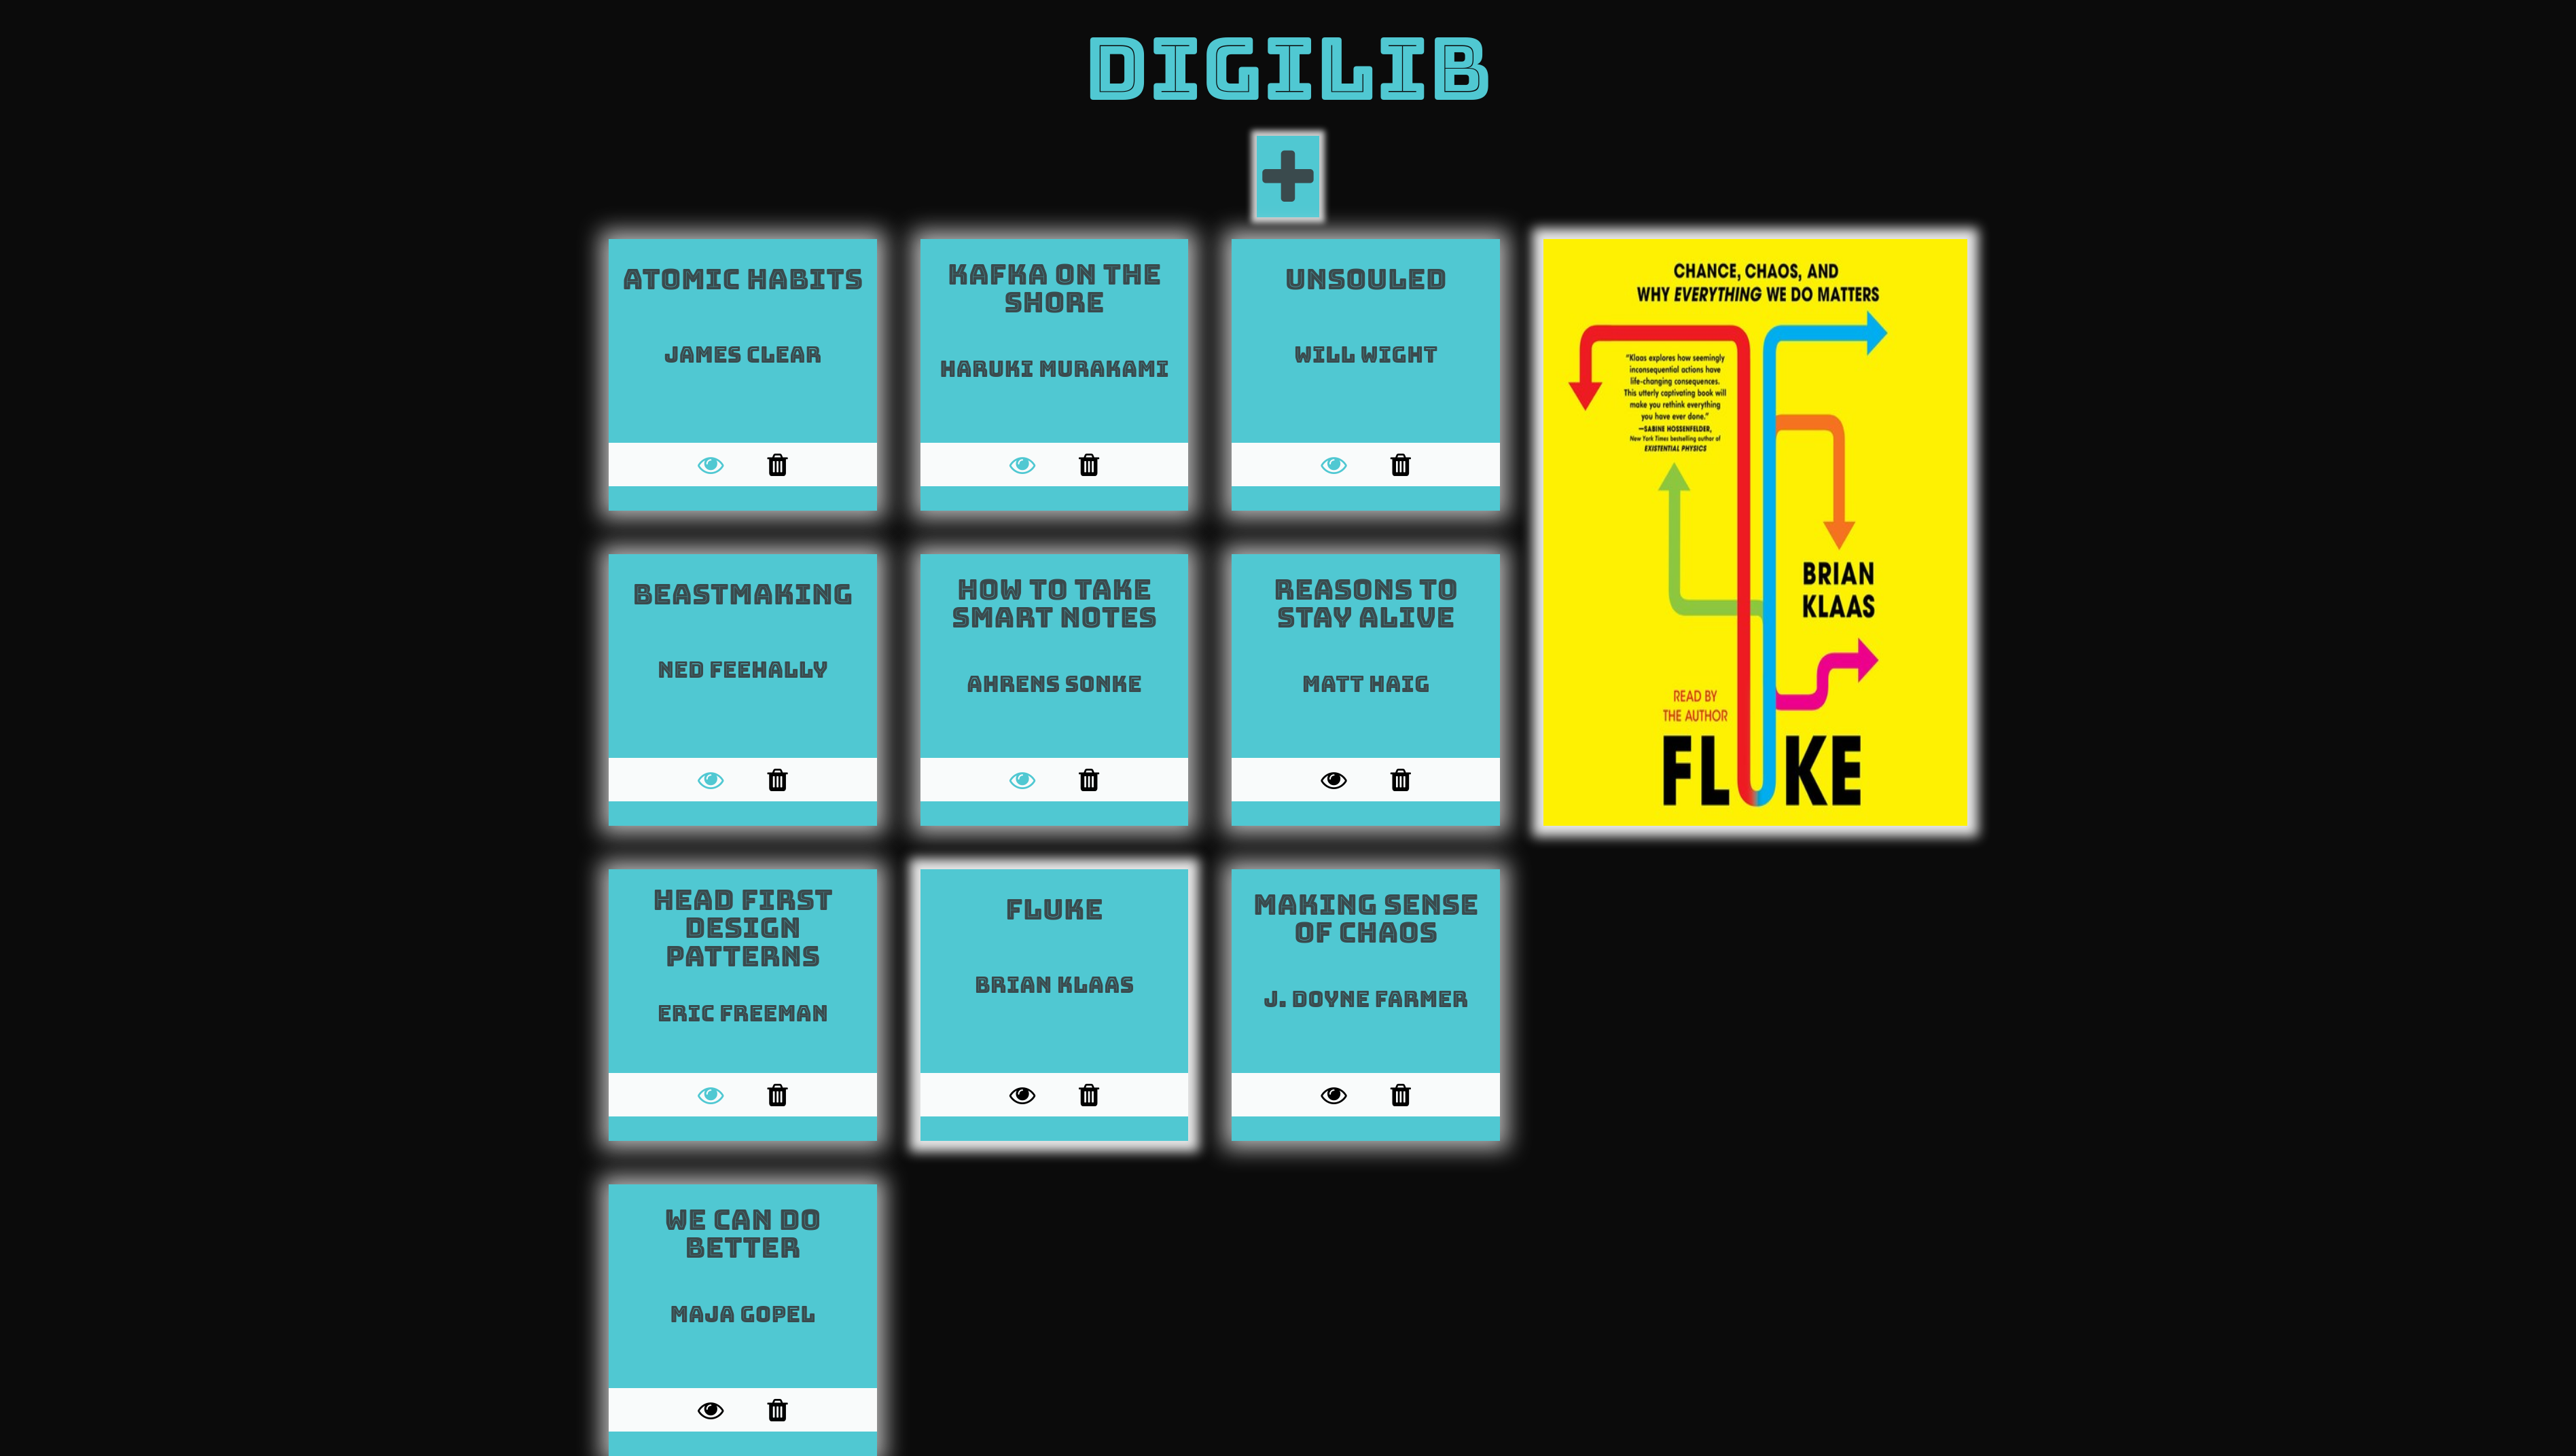 DIGILIB
ATOMIC HABITS
JAMES CLEAR
KAFKA ON THE
SHORE
HARUKI MURAKAMI
UNSOULED
WILL WIGHT
CHANCE, CHAOS, AND
WHY EVERYTHING WE DO MATTERS
"Klaas explores how seemingly
inconsequential actions have
life-changing consequences.
This utterly captivating book will
make you rethink everything
you have ever done."
—SABINE HOSSENFELDER,
New York Times bestselling author of
EXISTENTIAL PHYSICS
BRIAN
KLAAS
READ BY
THE AUTHOR
FLUKE
BEASTMAKING
NED FEEHALLY
HOW TO TAKE
SMART NOTES
AHRENS SONKE
REASONS TO
STAY ALIVE
MATT HAIG
HEAD FIRST
DESIGN
PATTERNS
ERIC FREEMAN
FLUKE
BRIAN KLAAS
MAKING SENSE
OF CHAOS
J. DOYNE FARMER
WE CAN DO
BETTER
MAJA GOPEL